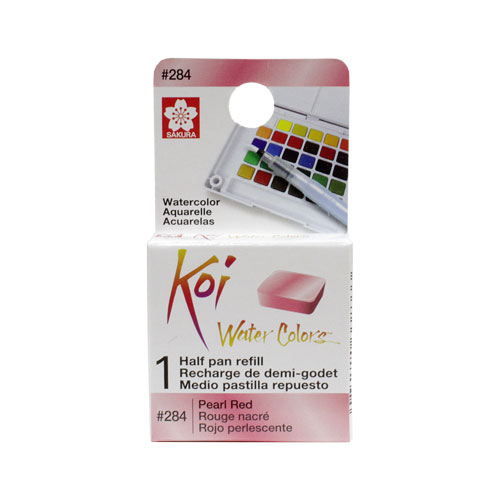 #284
SAKURA
Watercolor
Aquarelle
Acuarelas
Koi
Water Colors
1 Half pan refill
Recharge de demi-godet
Medio pastilla repuesto
#284 Pearl Red
Rouge nacré
Rojo perlescente